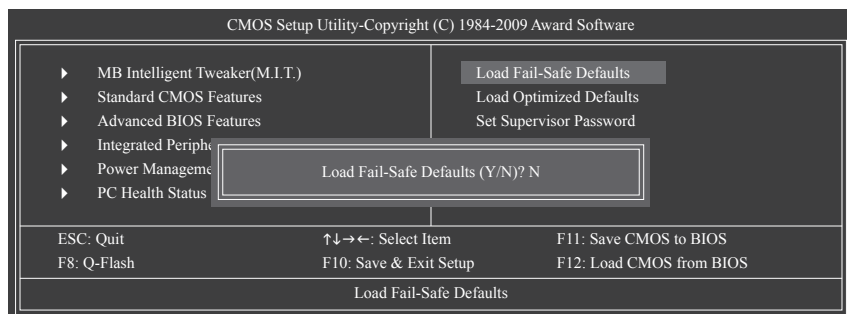 CMOS Setup Utility-Copyright (C) 1984-2009 Award Software
MB Intelligent Tweaker(M.I.T.)
Standard CMOS Features
Advanced BIOS Features
Integrated Periphe
Power Manageme
PC Health Status
Load Fail-Safe Defaults
Load Optimized Defaults
Set Supervisor Password
Load Fail-Safe Defaults (Y/N)? N
ESC: Quit ↑↓→←: Select Item F11: Save CMOS to BIOS
F8: Q-Flash F10: Save & Exit Setup F12: Load CMOS from BIOS
Load Fail-Safe Defaults